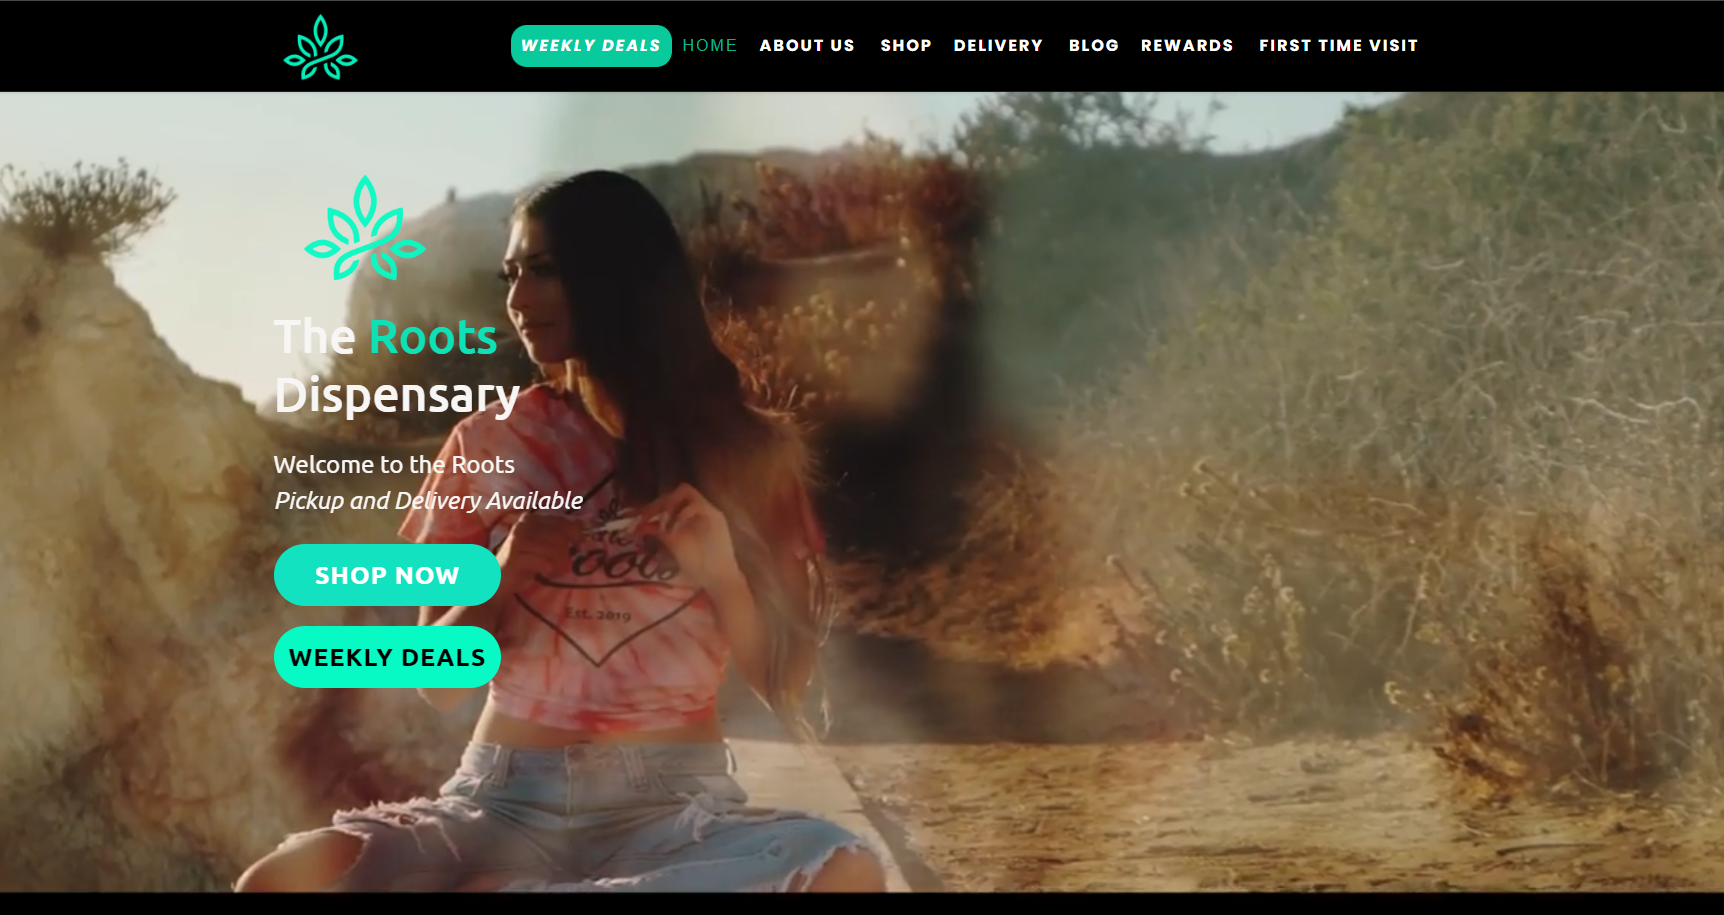 WEEKLY DEALS HOME ABOUT US SHOP DELIVERY BLOG REWARDS FIRST TIME VISIT
The Roots
Dispensary
Welcome to the Roots
Pickup and Delivery Available
SHOP NOW
WEEKLY DEALS
Est. 2019